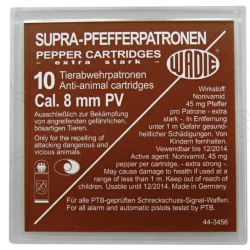 SUPRA-PFEFFERPATRONEN
PEPPER CARTRIDGES
- extra stark -
WADIE
10 Tierabwehrpatronen
Anti-animal cartridges
Cal. 8 mm PV
Ausschließlich zur Bekämpfung
von angreifenden gefährlichen,
bösartigen Tieren.
Only for the repelling of
attacking dangerous and
vicious animals.
Wirkstoff:
Nonivamid,
45 mg Pfeffer
pro Patrone - extra
stark -. In Entfernung
unter 1 m Gefahr gesund-
heitlicher Schädigungen
von Tier und Mensch.
Verwendbar bis 12/2014
Active agent: Nonivamid, 45 mg
pepper per cartridge, - extra strong -.
May cause damage to health if used at
a range of less than 1 m. Keep out of reach
of children. Usable until 12/2014. Made in Germany.
Für alle PTB-geprüften Schreckschuss-Signal-Waffen.
For all alarm and automatic pistols tested by PTB.
44-3456